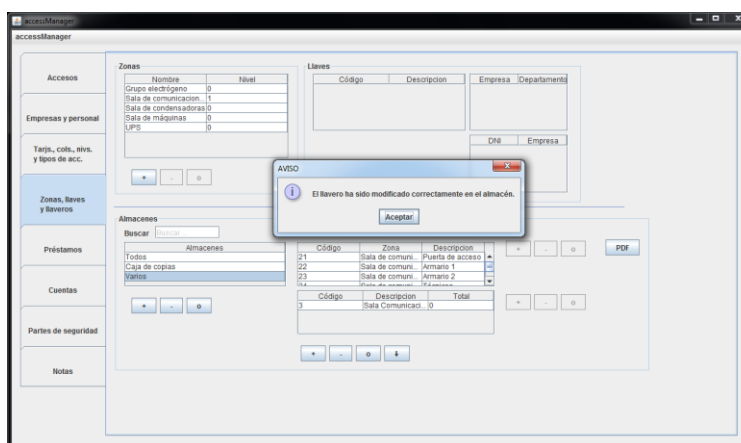 accessManager
accessManager
Accesos
Empresas y personal
Tarjs., cols., nivs.
y tipos de acc.
Zonas, llaves
y llaveros
Préstamos
Cuentas
Partes de seguridad
Notas
Zonas
Nombre Nivel
Grupo electrógeno 0
Sala de comunicacion... 1
Sala de condensadoras 0
Sala de máquinas 0
UPS 0
+ - o
Llaves
Código Descripcion
Empresa Departamento
DNI Empresa
AVISO
El llavero ha sido modificado correctamente en el almacén.
Aceptar
Almacenes
Buscar Buscar...
Almacenes
Todos
Caja de copias
Varios
+ - o
Código Zona Descripcion
21 Sala de comuni... Puerta de acceso
22 Sala de comuni... Armario 1
23 Sala de comuni... Armario 2
Código Descripcion Total
3 Sala Comunicaci... 0
+ - o
+ - o
+ - o
PDF